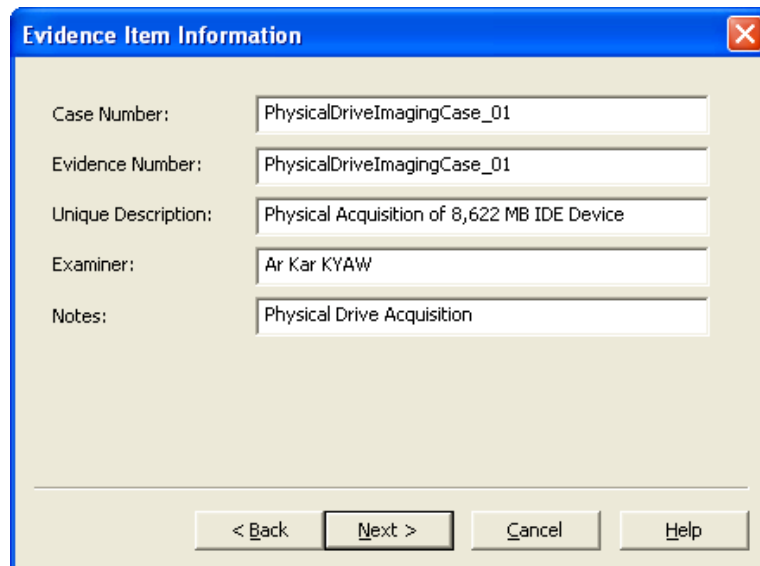 Evidence Item Information
Case Number: PhysicalDriveImagingCase_01
Evidence Number: PhysicalDriveImagingCase_01
Unique Description: Physical Acquisition of 8,622 MB IDE Device
Examiner: Ar Kar KYAW
Notes: Physical Drive Acquisition
< Back Next > Cancel Help